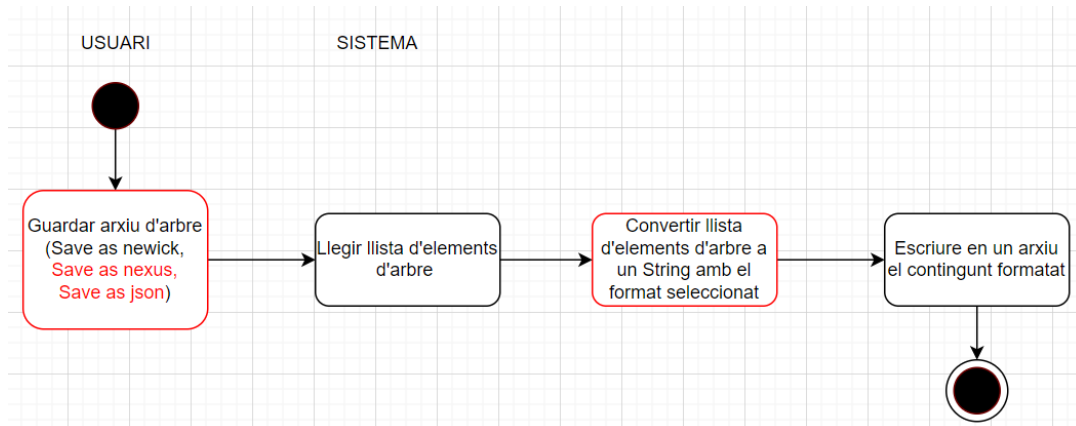 USUARI
SISTEMA
Guardar arxiu d'arbre
(Save as newick,
Save as nexus,
Save as json)
Llegir llista d'elements
d'arbre
Convertir llista
d'elements d'arbre a
un String amb el
format seleccionat
Escriure en un arxiu
el contingunt formatat